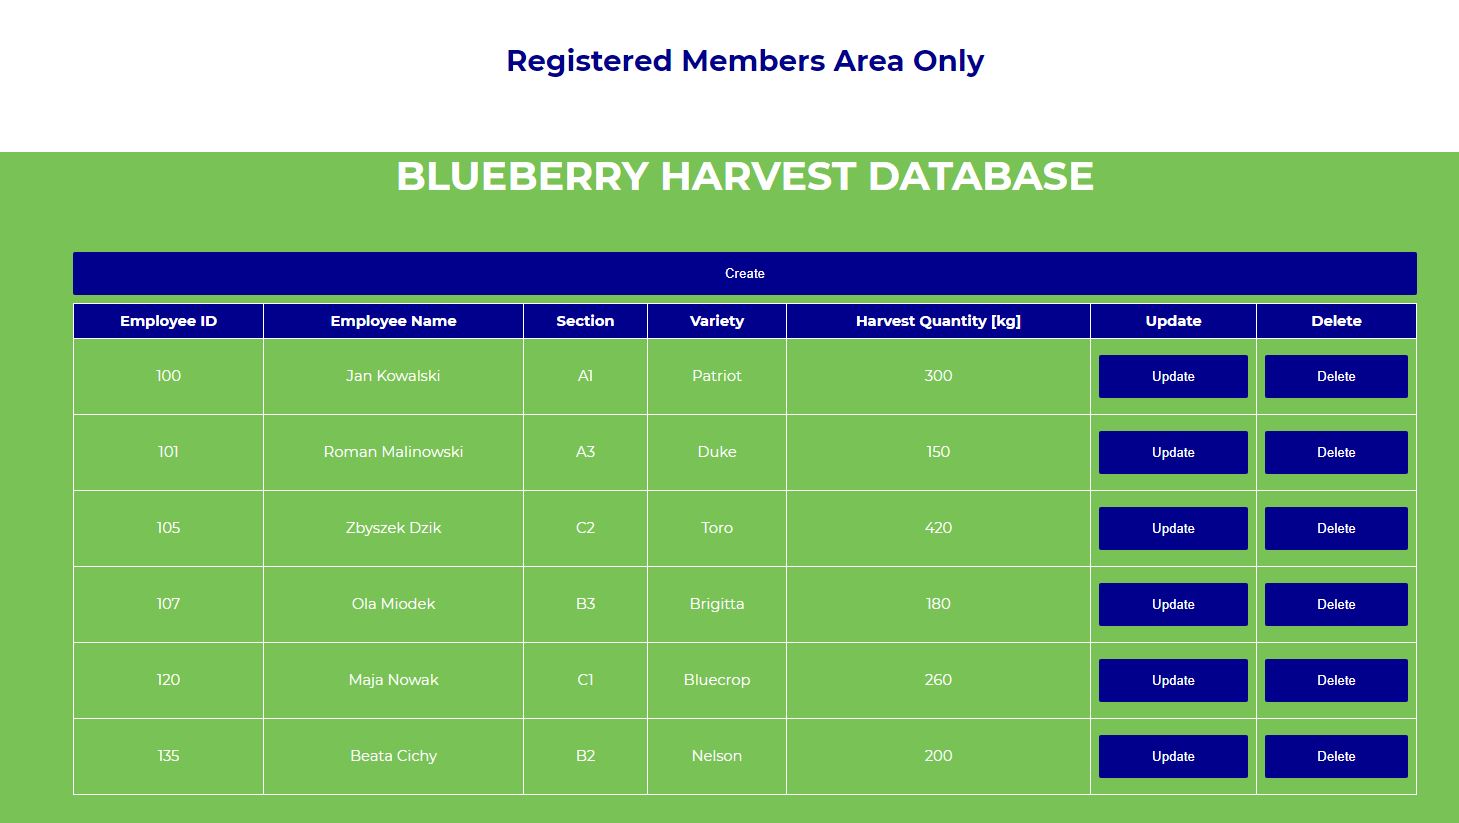 Registered Members Area Only
BLUEBERRY HARVEST DATABASE
Create
Employee ID Employee Name Section Variety Harvest Quantity [kg] Update Delete
100 Jan Kowalski A1 Patriot 300 Update Delete
101 Roman Malinowski A3 Duke 150 Update Delete
105 Zbyszek Dzik C2 Toro 420 Update Delete
107 Ola Miodek B3 Brigitta 180 Update Delete
120 Maja Nowak C1 Bluecrop 260 Update Delete
135 Beata Cichy B2 Nelson 200 Update Delete